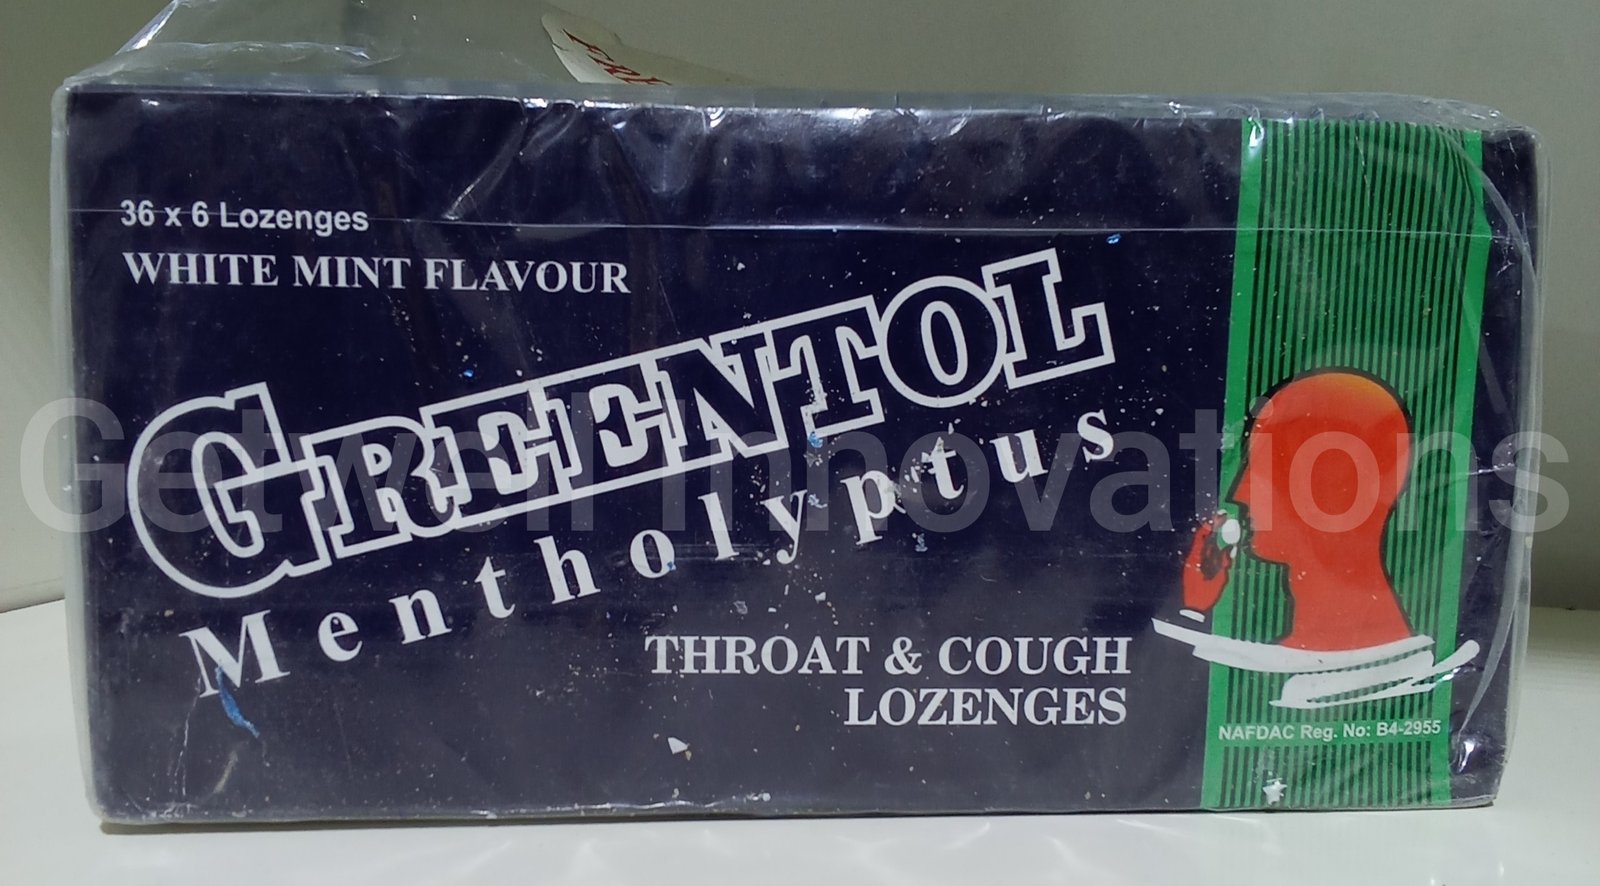 36 x 6 Lozenges
WHITE MINT FLAVOUR
GREENTOL
Mentholyptus
THROAT & COUGH
LOZENGES
NAFDAC Reg. No: B4-2955
Getwell Innovations